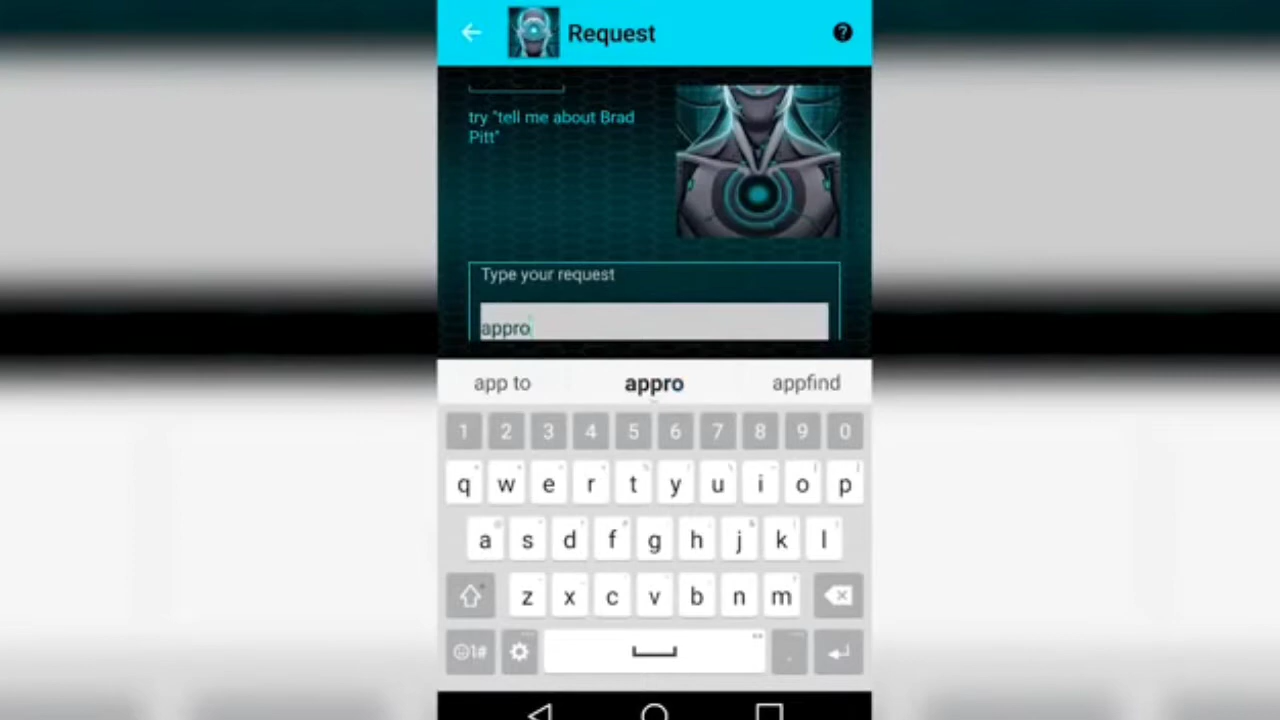 Request
?
try "tell me about Brad
Pitt"
Type your request
appro
app to appro appfind
1 2 3 4 5 6 7 8 9 0
q w e r t y u i o p
a s d f g h j k l
z x c v b n m
☺1# .